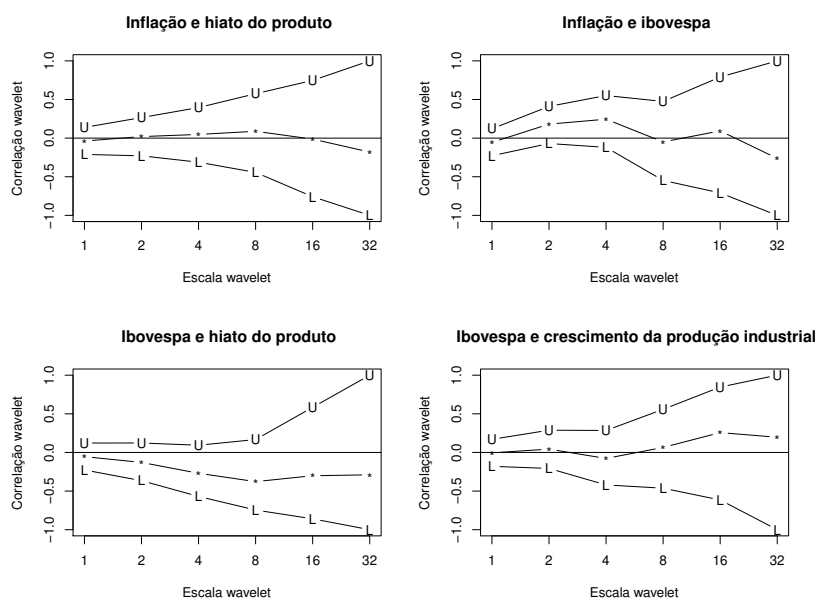 Inflação e hiato do produto
Correlação wavelet
1.0
0.5
0.0
−0.5
−1.0
U U U U U U
* * * * * *
L L L L L L
1 2 4 8 16 32
Escala wavelet
Inflação e ibovespa
Correlação wavelet
1.0
0.5
0.0
−0.5
−1.0
U U U U U U
* * * * * *
L L L L L L
1 2 4 8 16 32
Escala wavelet
Ibovespa e hiato do produto
Correlação wavelet
1.0
0.5
0.0
−0.5
−1.0
U U U U U U
* * * * * *
L L L L L L
1 2 4 8 16 32
Escala wavelet
Ibovespa e crescimento da produção industrial
Correlação wavelet
1.0
0.5
0.0
−0.5
−1.0
U U U U U U
* * * * * *
L L L L L L
1 2 4 8 16 32
Escala wavelet